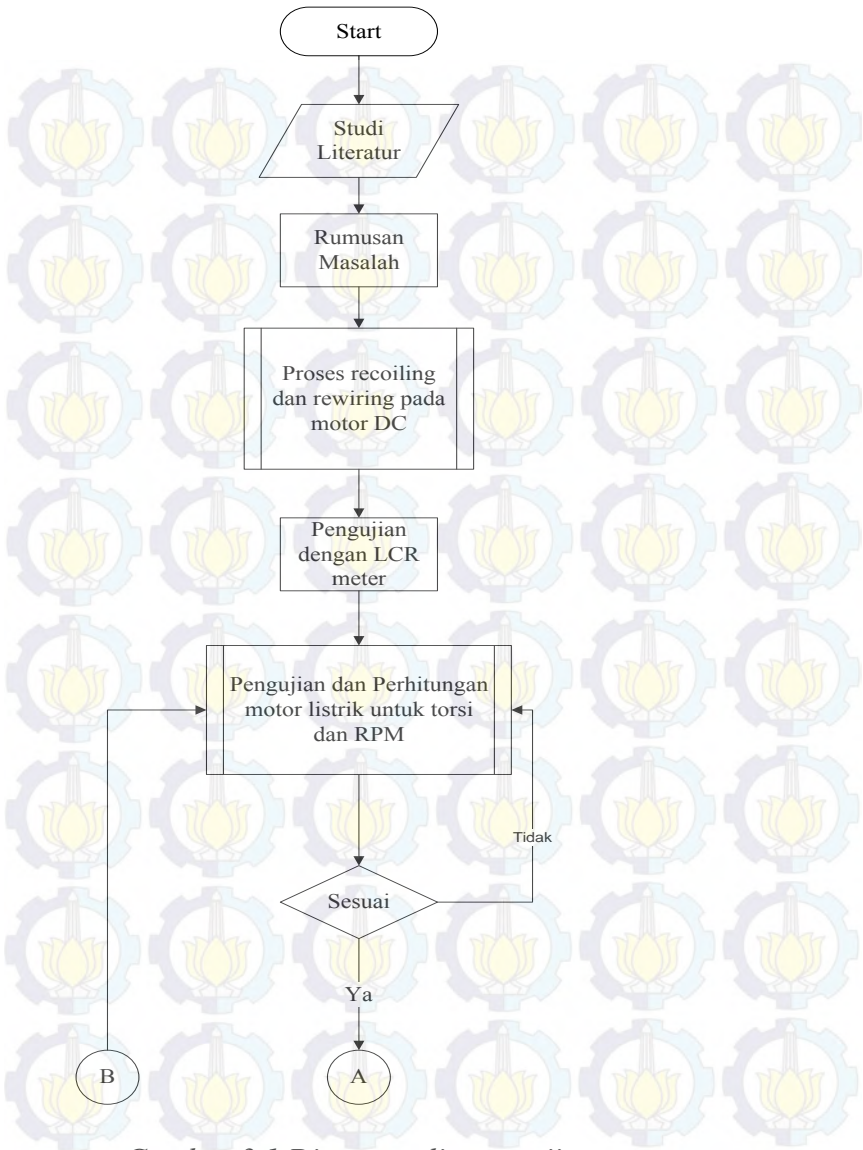 Start
Studi
Literatur
Rumusan
Masalah
Proses recoiling
dan rewiring pada
motor DC
Pengujian
dengan LCR
meter
Pengujian dan Perhitungan
motor listrik untuk torsi
dan RPM
Tidak
Sesuai
Ya
B
A